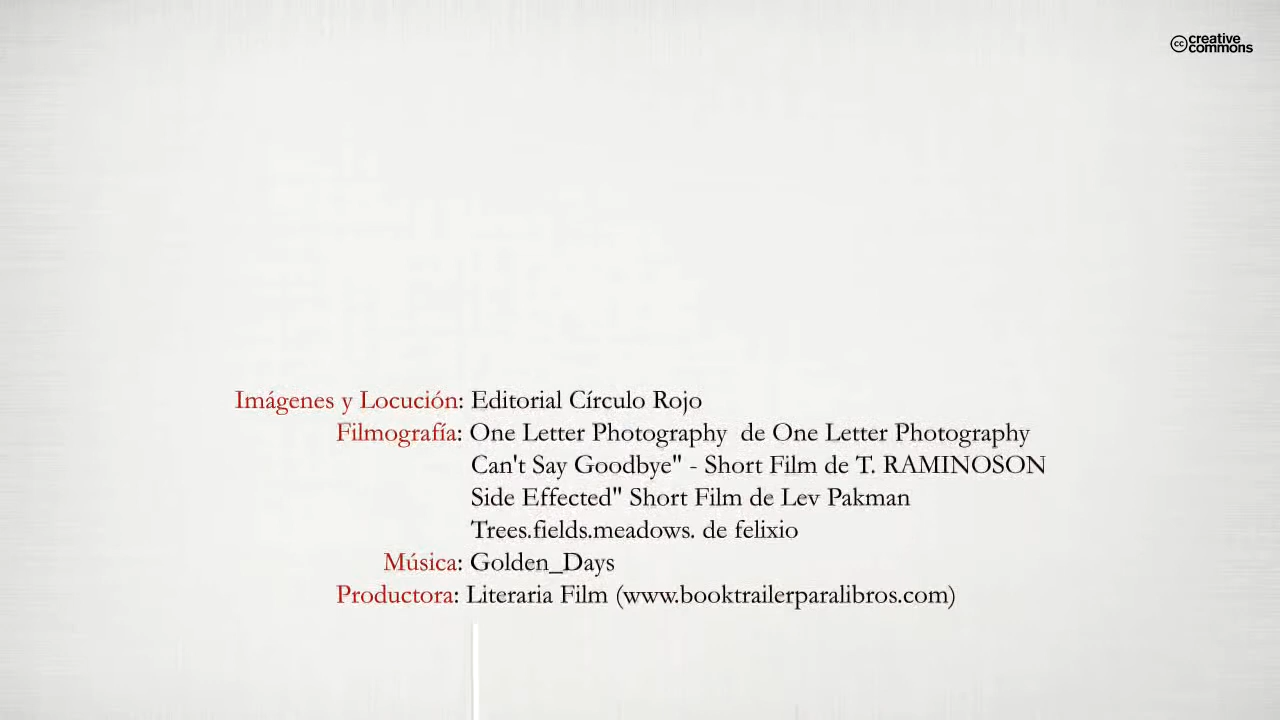 cc creative
commons
Imágenes y Locución: Editorial Círculo Rojo
Filmografía: One Letter Photography  de One Letter Photography
Can't Say Goodbye" - Short Film de T. RAMINOSON
Side Effected" Short Film de Lev Pakman
Trees.fields.meadows. de felixio
Música: Golden_Days
Productora: Literaria Film (www.booktrailerparalibros.com)